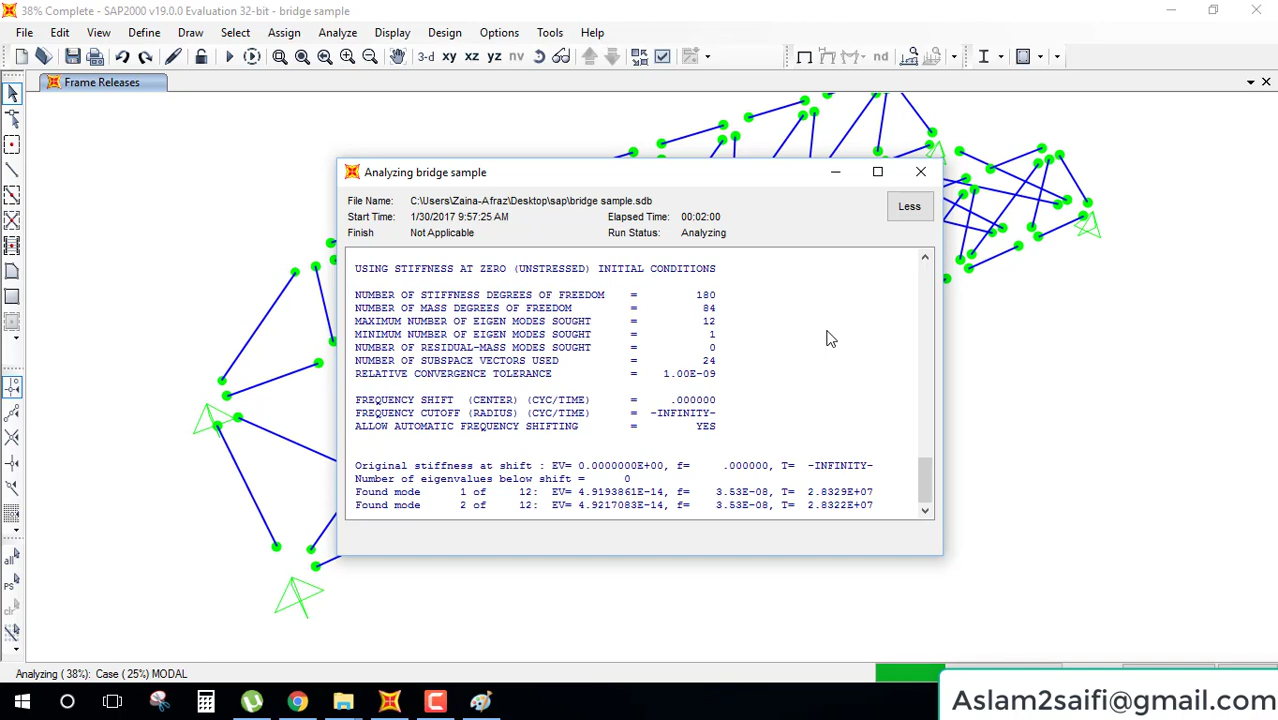 38% Complete - SAP2000 v19.0.0 Evaluation 32-bit - bridge sample
File Edit View Define Draw Select Assign Analyze Display Design Options Tools Help
3-d xy xz yz nv nd
Frame Releases
Analyzing bridge sample
File Name: C:\Users\Zaina-Afraz\Desktop\sap\bridge sample.sdb
Less
Start Time: 1/30/2017 9:57:25 AM Elapsed Time: 00:02:00
Finish Not Applicable Run Status: Analyzing
USING STIFFNESS AT ZERO (UNSTRESSED) INITIAL CONDITIONS
NUMBER OF STIFFNESS DEGREES OF FREEDOM = 180
NUMBER OF MASS DEGREES OF FREEDOM = 84
MAXIMUM NUMBER OF EIGEN MODES SOUGHT = 12
MINIMUM NUMBER OF EIGEN MODES SOUGHT = 1
NUMBER OF RESIDUAL-MASS MODES SOUGHT = 0
NUMBER OF SUBSPACE VECTORS USED = 24
RELATIVE CONVERGENCE TOLERANCE = 1.00E-09
FREQUENCY SHIFT (CENTER) (CYC/TIME) = .000000
FREQUENCY CUTOFF (RADIUS) (CYC/TIME) = -INFINITY-
ALLOW AUTOMATIC FREQUENCY SHIFTING = YES
Original stiffness at shift : EV= 0.0000000E+00, f= .000000, T= -INFINITY-
Number of eigenvalues below shift = 0
Found mode 1 of 12: EV= 4.9193861E-14, f= 3.53E-08, T= 2.8329E+07
Found mode 2 of 12: EV= 4.9217083E-14, f= 3.53E-08, T= 2.8322E+07
all
PS
clr
Analyzing ( 38%): Case ( 25%) MODAL
Aslam2saifi@gmail.com